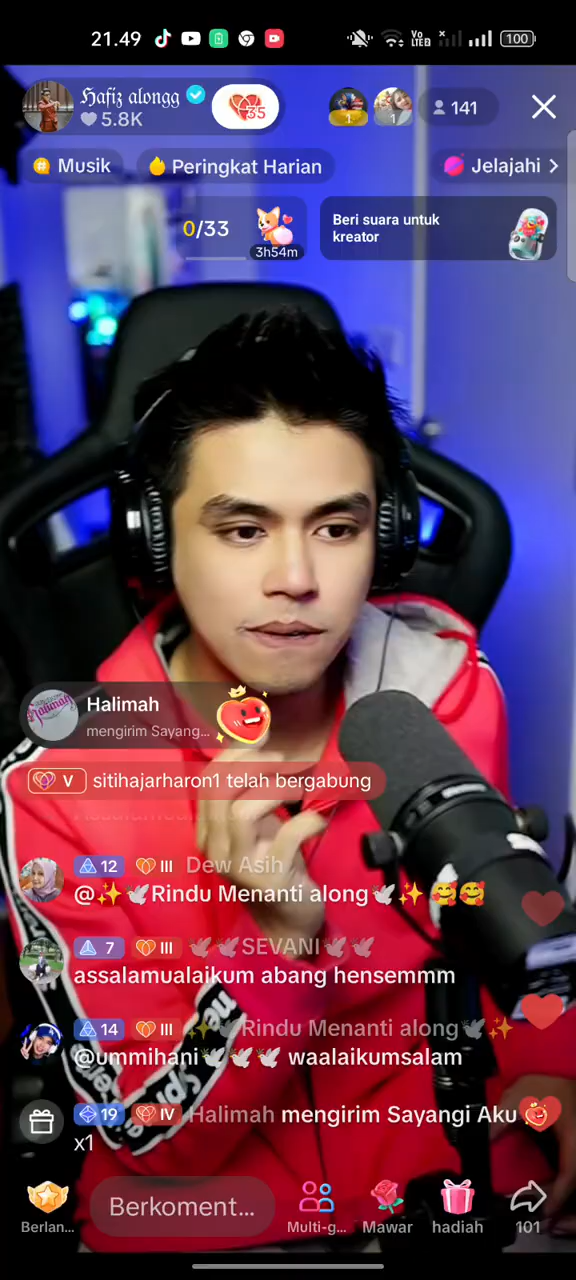 21.49
Vo
LTE2
100
Hafiz alongg
5.8K
35
1
141
Musik
Peringkat Harian
Jelajahi >
0/33
3h54m
Beri suara untuk
kreator
Halimah
mengirim Sayang...
V sitihajarharon1 telah bergabung
12 III Dew Asih
@✨🕊Rindu Menanti along🕊✨ 🥰🥰
7 III 🕊🕊SEVANI🕊🕊
assalamualaikum abang hensemmm
14 III ✨🕊Rindu Menanti along🕊✨
@ummihani🕊🕊🕊 waalaikumsalam
19 IV Halimah mengirim Sayangi Aku
x1
Berkoment...
Berlan...
Multi-g...
Mawar
hadiah
101